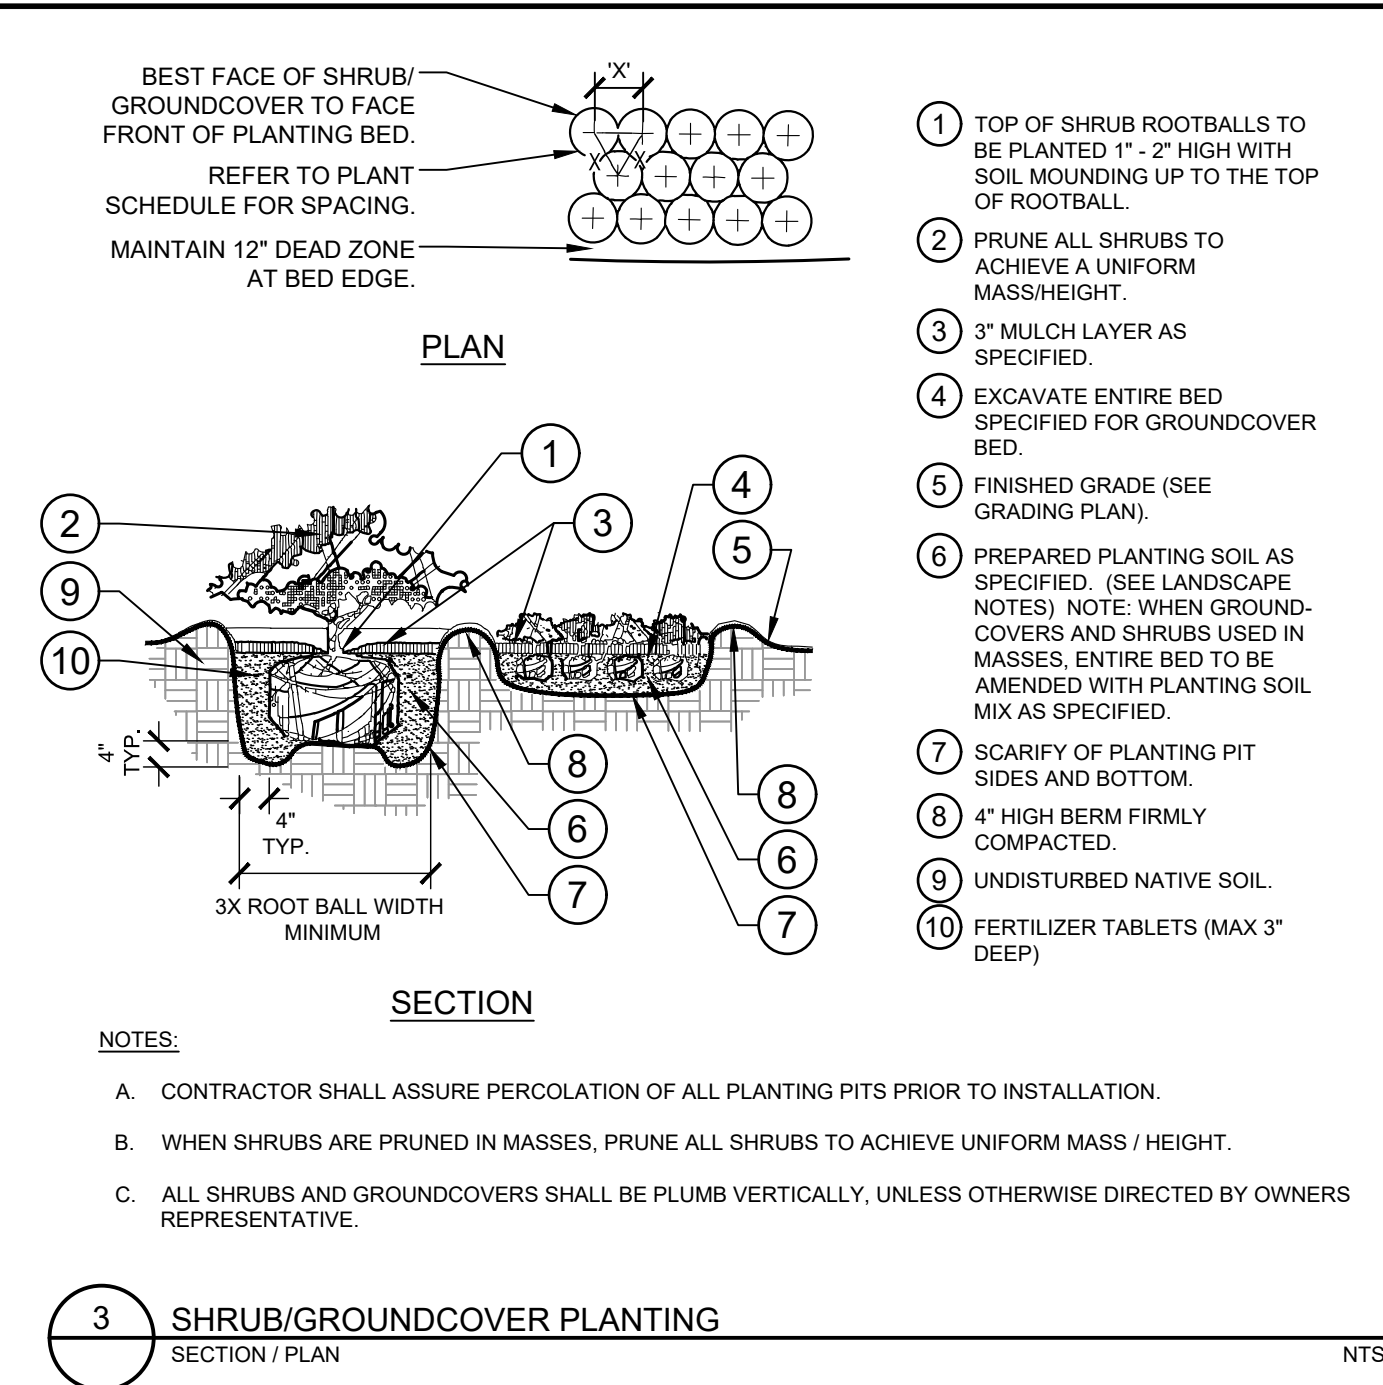 BEST FACE OF SHRUB/
GROUNDCOVER TO FACE
FRONT OF PLANTING BED.
REFER TO PLANT
SCHEDULE FOR SPACING.
MAINTAIN 12" DEAD ZONE
AT BED EDGE.
'X'
X X
PLAN
1
2
3
4
5
9
10
4"
TYP.
4"
TYP.
8
6
7
8
6
7
3X ROOT BALL WIDTH
MINIMUM
SECTION
1 TOP OF SHRUB ROOTBALLS TO
BE PLANTED 1" - 2" HIGH WITH
SOIL MOUNDING UP TO THE TOP
OF ROOTBALL.
2 PRUNE ALL SHRUBS TO
ACHIEVE A UNIFORM
MASS/HEIGHT.
3 3" MULCH LAYER AS
SPECIFIED.
4 EXCAVATE ENTIRE BED
SPECIFIED FOR GROUNDCOVER
BED.
5 FINISHED GRADE (SEE
GRADING PLAN).
6 PREPARED PLANTING SOIL AS
SPECIFIED. (SEE LANDSCAPE
NOTES) NOTE: WHEN GROUND-
COVERS AND SHRUBS USED IN
MASSES, ENTIRE BED TO BE
AMENDED WITH PLANTING SOIL
MIX AS SPECIFIED.
7 SCARIFY OF PLANTING PIT
SIDES AND BOTTOM.
8 4" HIGH BERM FIRMLY
COMPACTED.
9 UNDISTURBED NATIVE SOIL.
10 FERTILIZER TABLETS (MAX 3"
DEEP)
NOTES:
A. CONTRACTOR SHALL ASSURE PERCOLATION OF ALL PLANTING PITS PRIOR TO INSTALLATION.
B. WHEN SHRUBS ARE PRUNED IN MASSES, PRUNE ALL SHRUBS TO ACHIEVE UNIFORM MASS / HEIGHT.
C. ALL SHRUBS AND GROUNDCOVERS SHALL BE PLUMB VERTICALLY, UNLESS OTHERWISE DIRECTED BY OWNERS
REPRESENTATIVE.
3 SHRUB/GROUNDCOVER PLANTING
SECTION / PLAN NTS